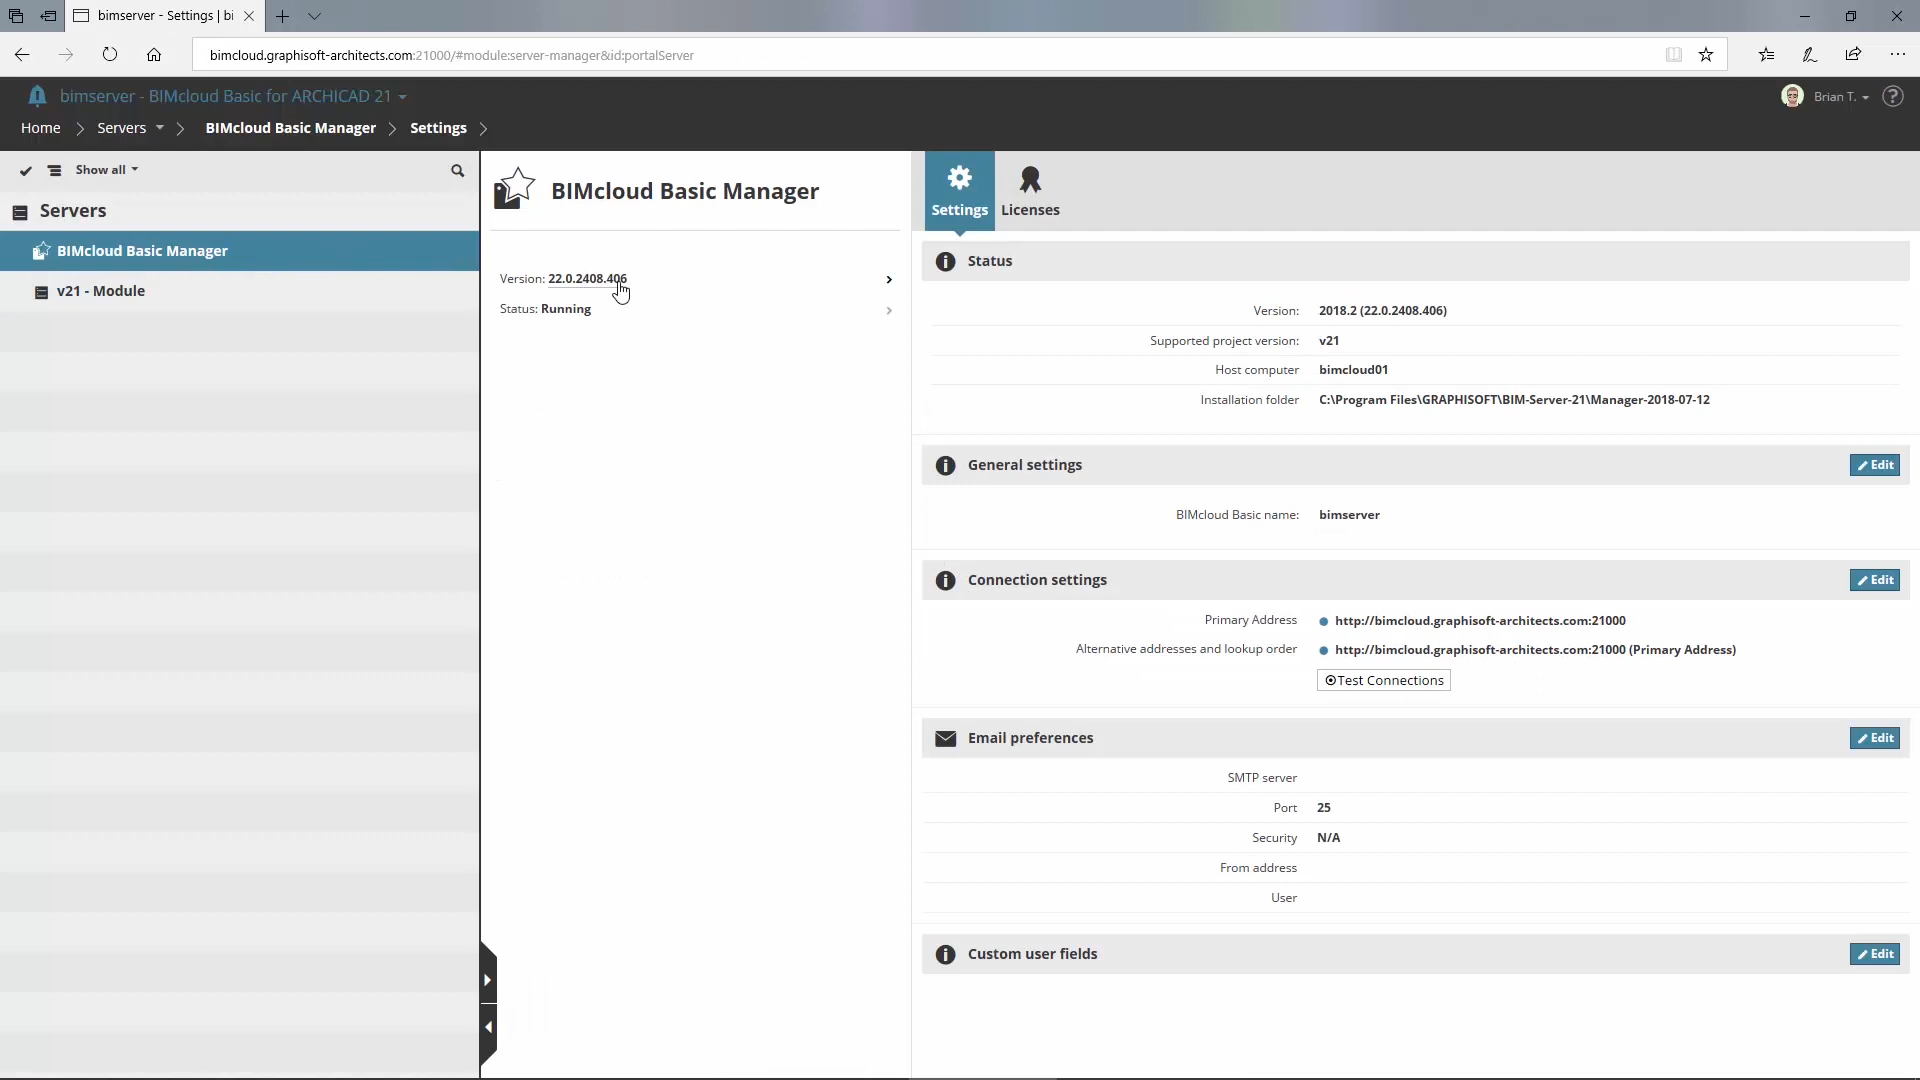 bimserver - Settings | bi
bimcloud.graphisoft-architects.com:21000/#module:server-manager&id:portalServer
bimserver - BIMcloud Basic for ARCHICAD 21
Brian T.
?
Home
Servers
BIMcloud Basic Manager
Settings
Show all
Servers
BIMcloud Basic Manager
v21 - Module
BIMcloud Basic Manager
Version: 22.0.2408.406
Status: Running
Settings
Licenses
Status
Version: 2018.2 (22.0.2408.406)
Supported project version: v21
Host computer bimcloud01
Installation folder C:\Program Files\GRAPHISOFT\BIM-Server-21\Manager-2018-07-12
General settings
Edit
BIMcloud Basic name: bimserver
Connection settings
Edit
Primary Address http://bimcloud.graphisoft-architects.com:21000
Alternative addresses and lookup order http://bimcloud.graphisoft-architects.com:21000 (Primary Address)
Test Connections
Email preferences
Edit
SMTP server
Port 25
Security N/A
From address
User
Custom user fields
Edit